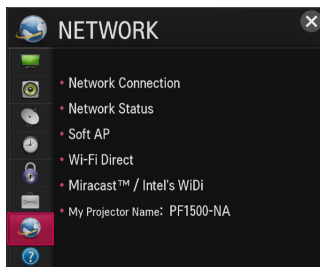 NETWORK
• Network Connection
• Network Status
• Soft AP
• Wi-Fi Direct
• Miracast™ / Intel's WiDi
• My Projector Name: PF1500-NA